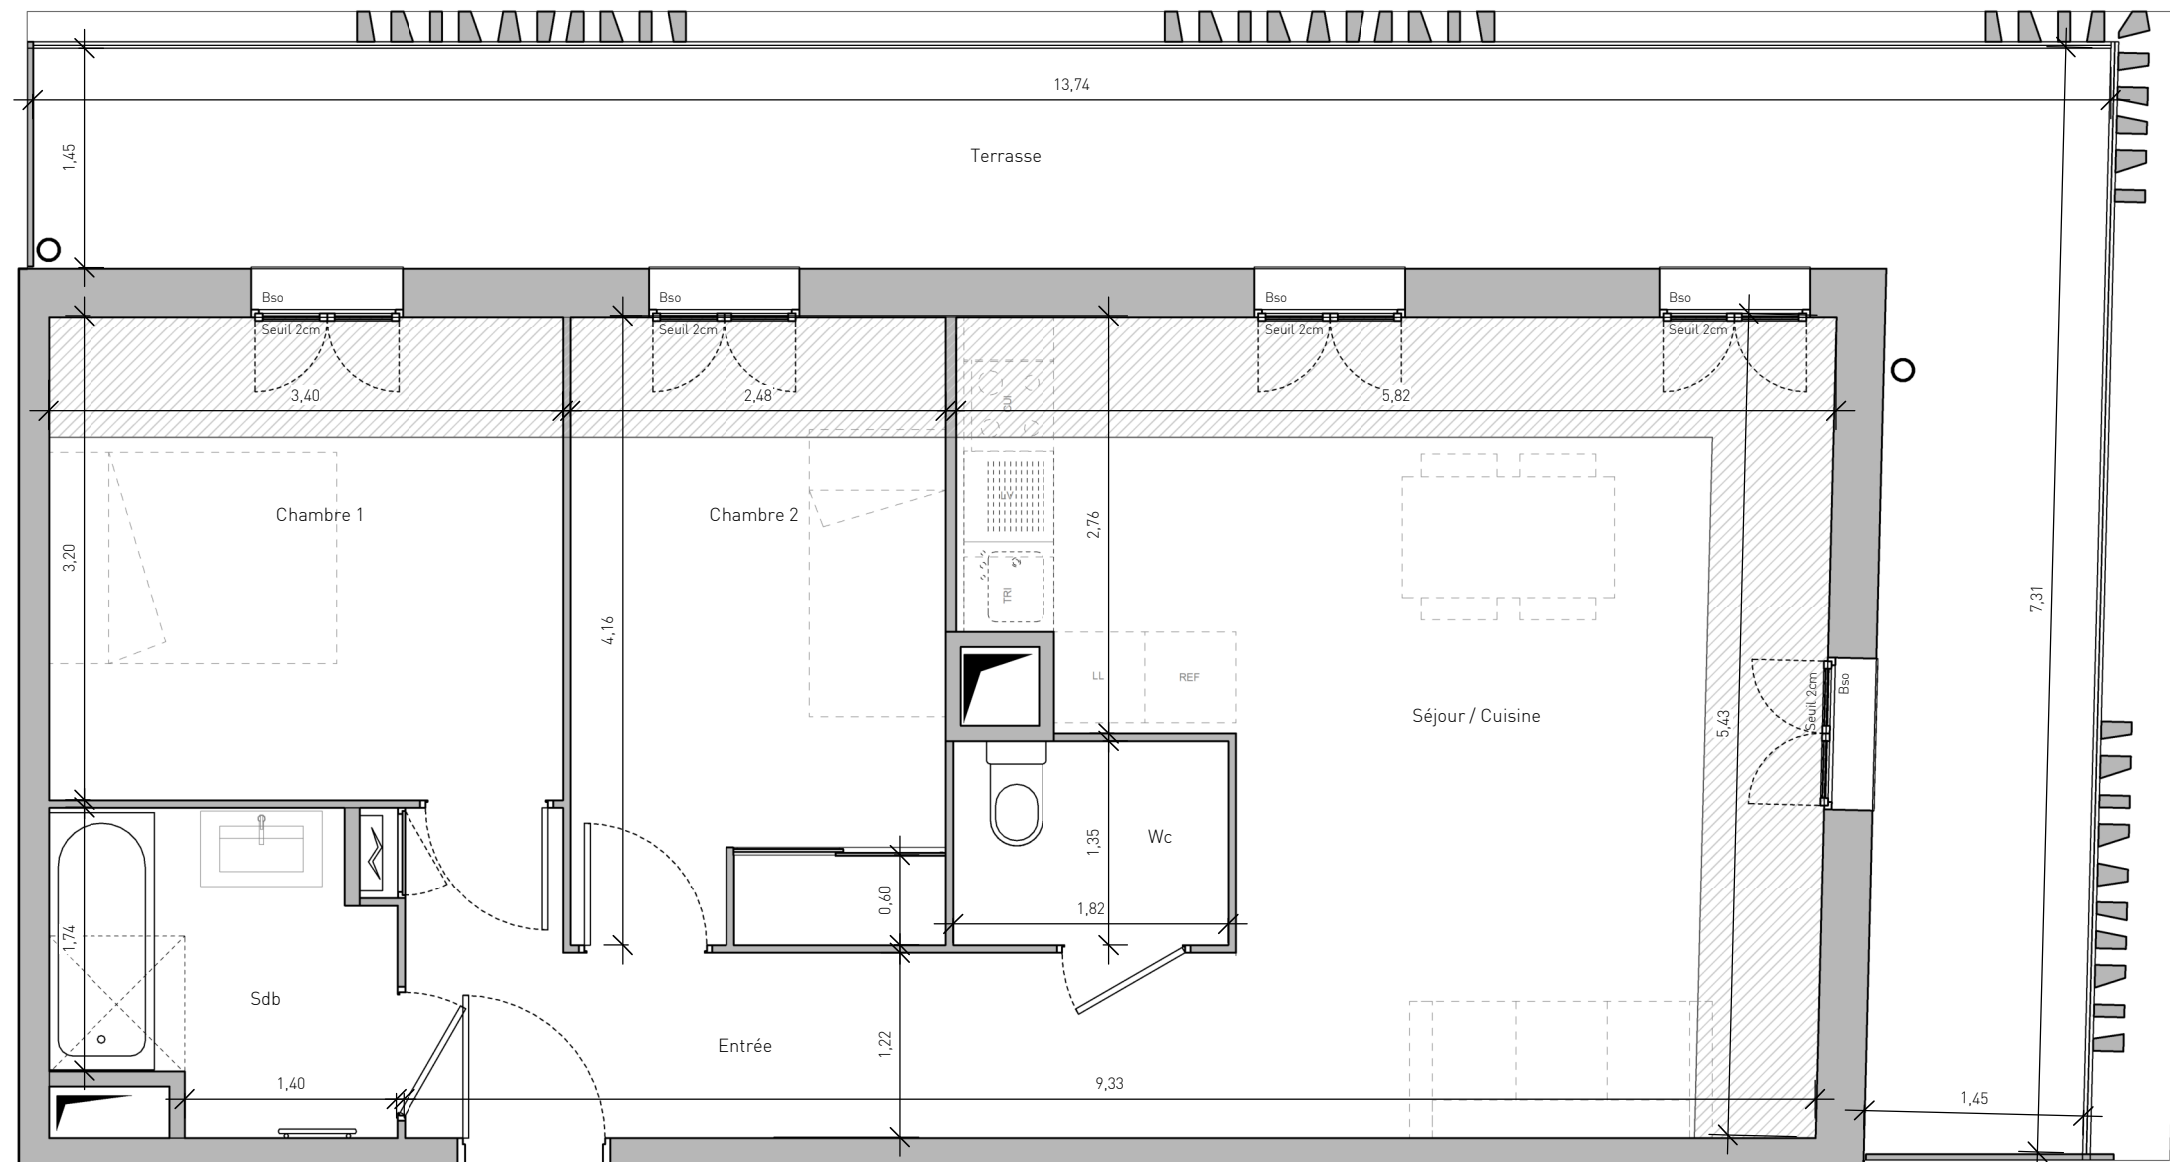 13,74
1,45
Terrasse
Bso
Bso
Bso
Bso
Seuil 2cm
Seuil 2cm
Seuil 2cm
Seuil 2cm
3,40
2,48
5,82
CUI
LV
Chambre 1
Chambre 2
2,76
3,20
TRI
4,16
7,31
LL
REF
Seuil 2cm
Bso
Séjour / Cuisine
5,43
1,35
Wc
0,60
1,82
1,74
Sdb
Entrée
1,22
1,40
9,33
1,45